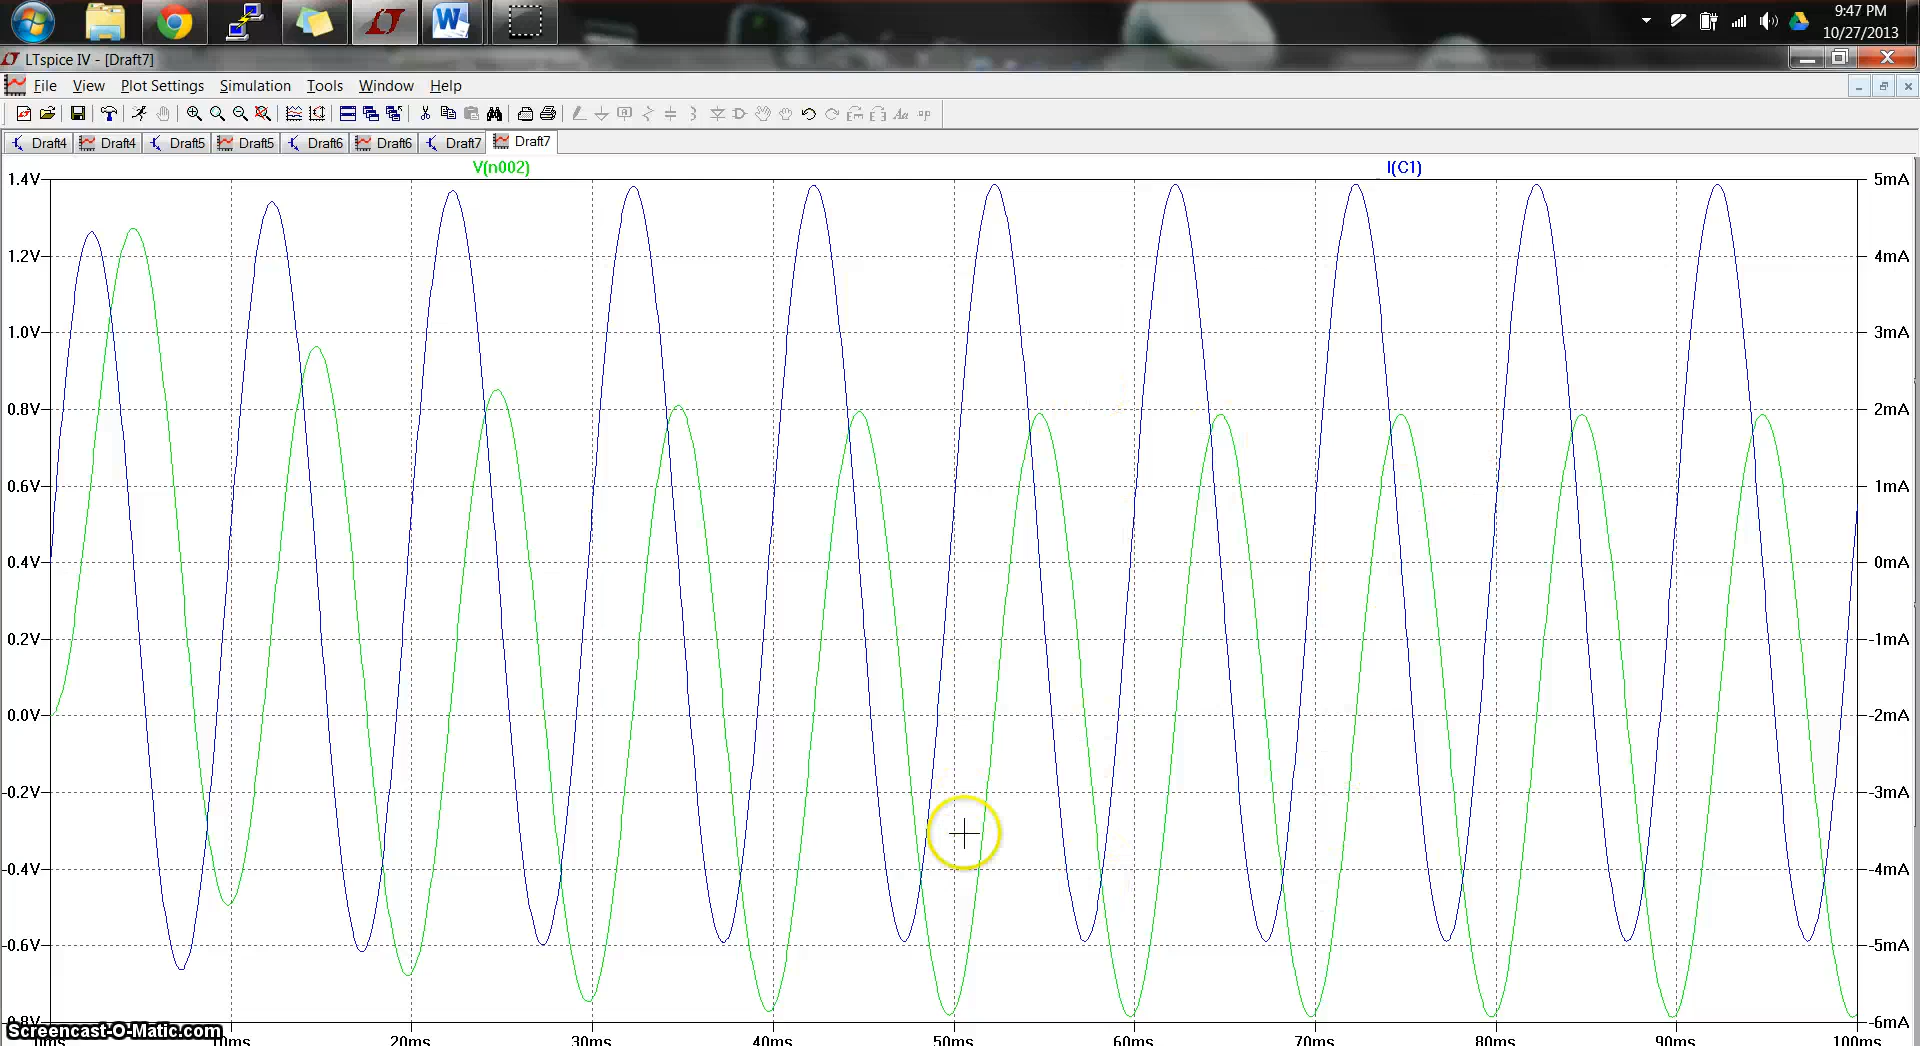 9:47 PM
10/27/2013
LTspice IV - [Draft7]
File View Plot Settings Simulation Tools Window Help
Draft4 Draft4 Draft5 Draft5 Draft6 Draft6 Draft7 Draft7
V(n002) I(C1)
1.4V 5mA
1.2V 4mA
1.0V 3mA
0.8V 2mA
0.6V 1mA
0.4V 0mA
0.2V -1mA
0.0V -2mA
-0.2V -3mA
-0.4V -4mA
-0.6V -5mA
-6mA
Screencast-O-Matic.com
20ms 30ms 40ms 50ms 60ms 70ms 80ms 90ms 100ms